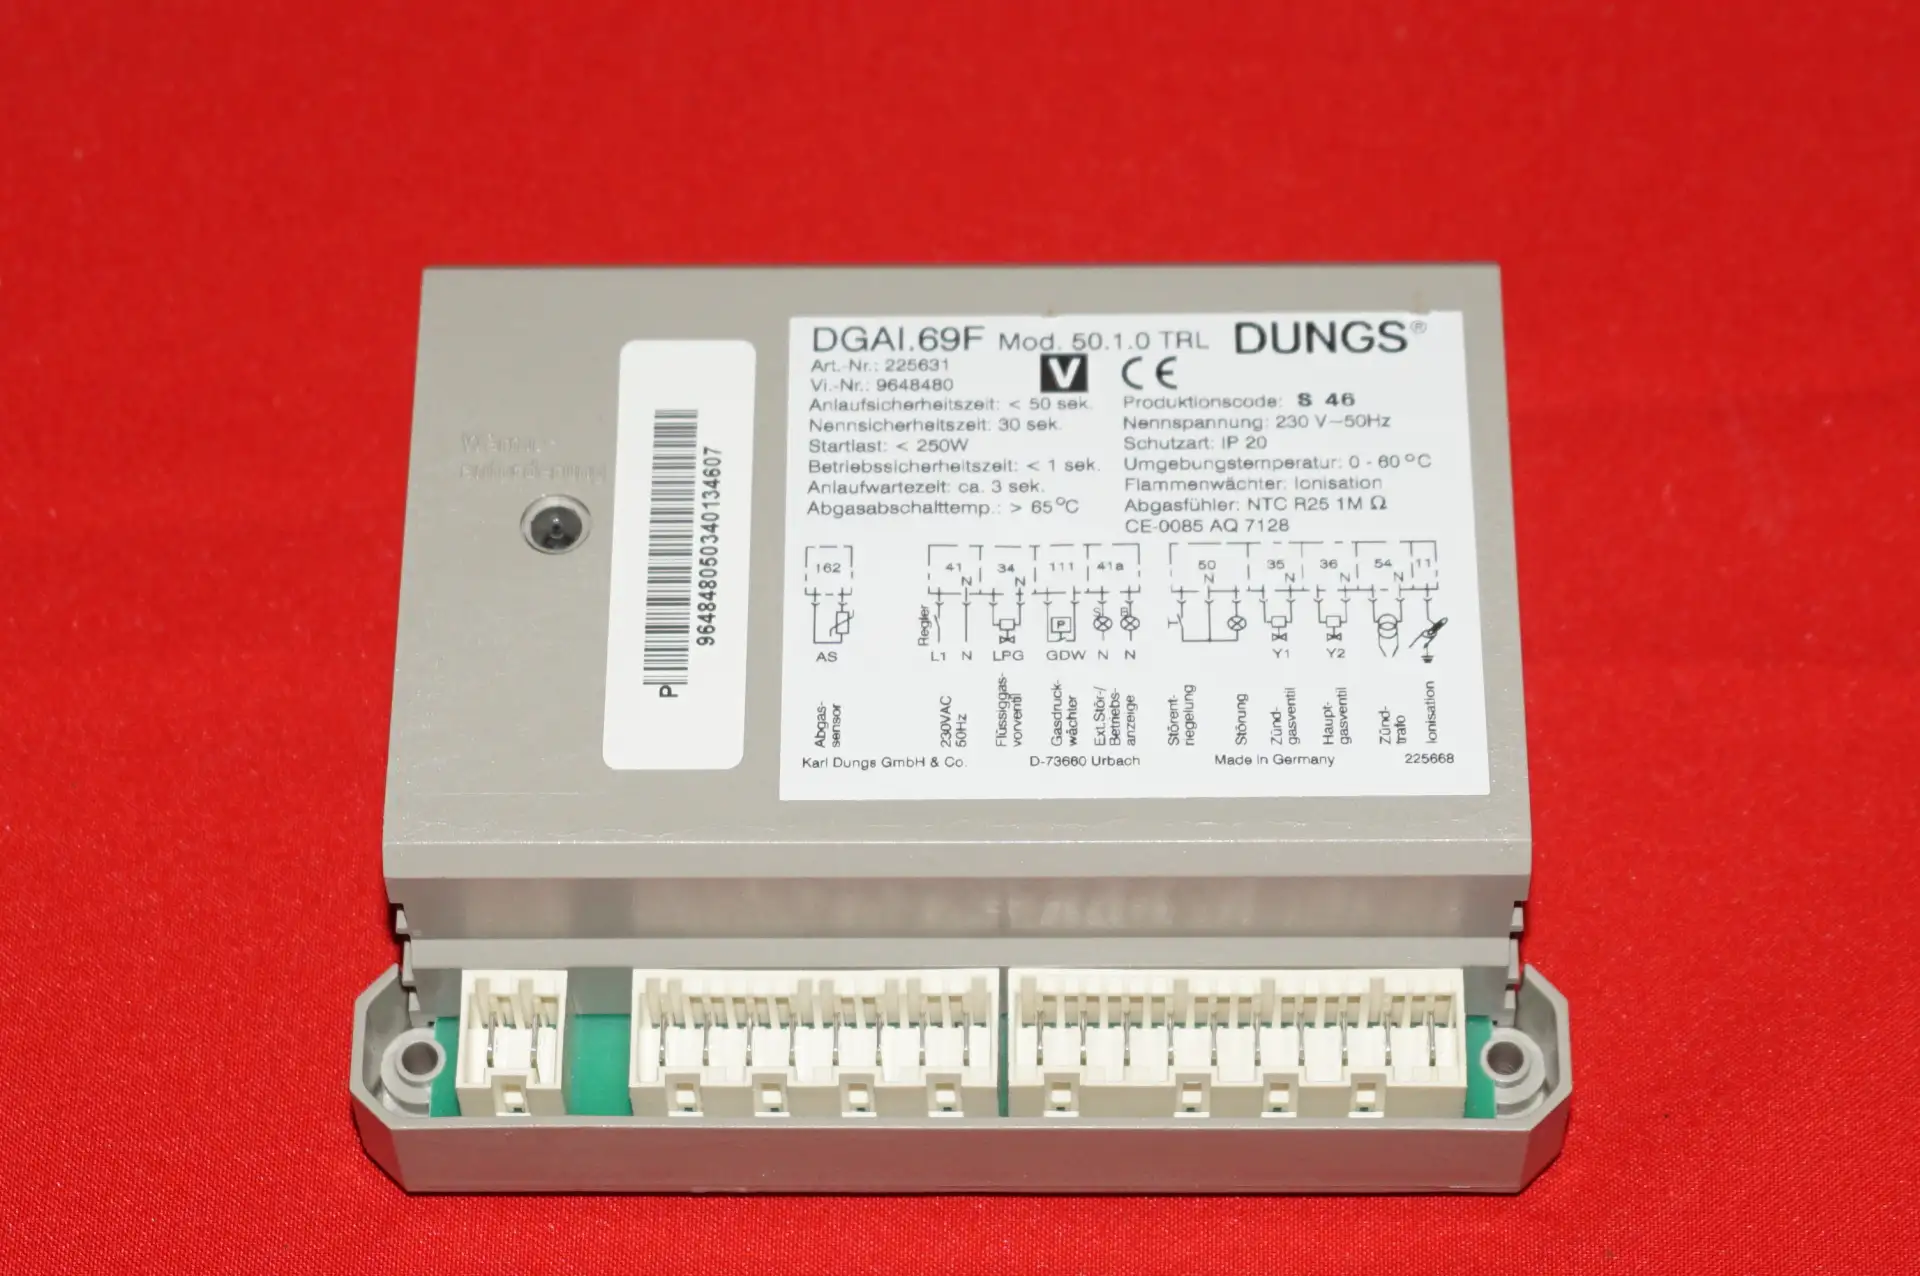 DGAI.69F Mod. 50.1.0 TRL DUNGS®
Art.-Nr.: 225631
Vi.-Nr.: 9648480
V CE
Anlaufsicherheitszeit: < 50 sek.
Nennsicherheitszeit: 30 sek.
Startlast: < 250W
Betriebssicherheitszeit: < 1 sek.
Anlaufwartezeit: ca. 3 sek.
Abgasabschalttemp.: > 65°C
Produktionscode: S 46
Nennspannung: 230 V~50Hz
Schutzart: IP 20
Umgebungstemperatur: 0 - 60 °C
Flammenwächter: Ionisation
Abgasfühler: NTC R25 1M Ω
CE-0085 AQ 7128
162 41 34 111 41a 50 35 36 54 11
N N N N N N
Regler
S B
P
AS L1 N LPG GDW N N Y1 Y2
Abgas-
sensor
230VAC
50Hz
Flüssiggas-
vorventil
Gasdruck-
wächter
Ext.Stör-/
Betriebs-
anzeige
Störent-
riegelung
Störung
Zünd-
gasventil
Haupt-
gasventil
Zünd-
trafo
Ionisation
Karl Dungs GmbH & Co. D-73660 Urbach Made in Germany 225668
P
964848050340134607